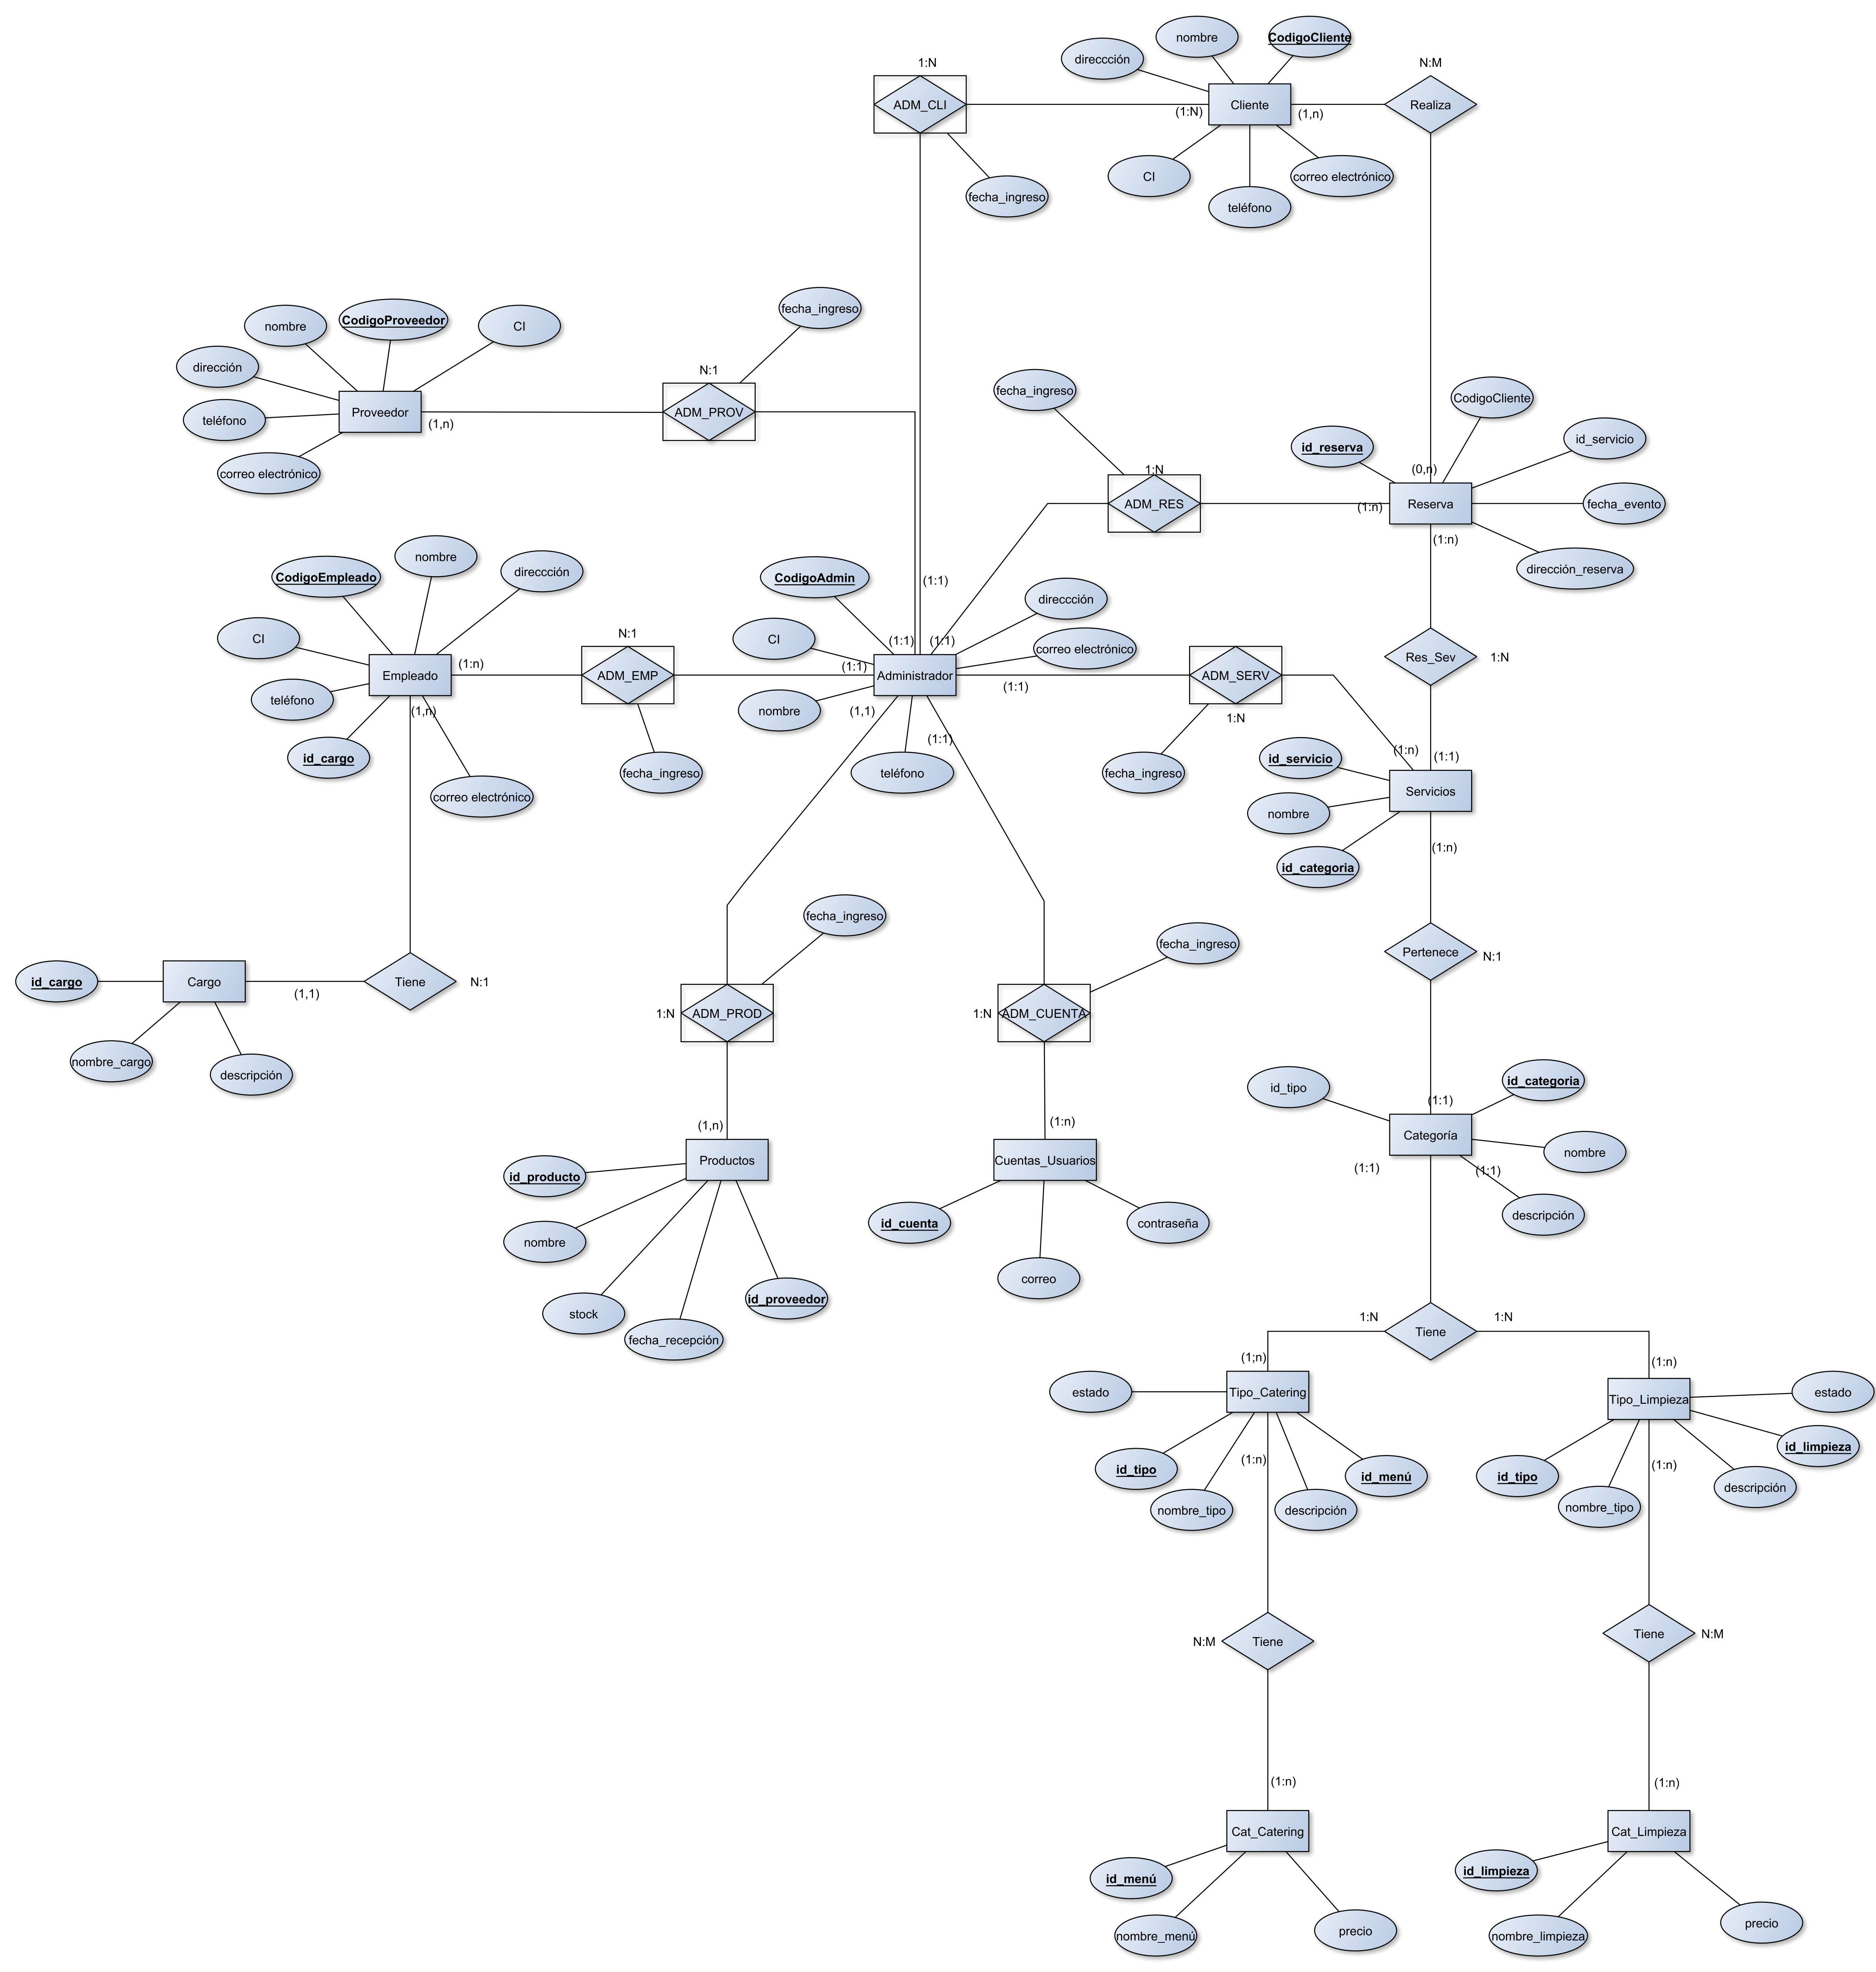 nombre
CodigoCliente
direccción
1:N
N:M
ADM_CLI
Cliente
Realiza
(1:N)
(1,n)
CI
correo electrónico
fecha_ingreso
teléfono
fecha_ingreso
nombre
CodigoProveedor
CI
dirección
N:1
Proveedor
ADM_PROV
teléfono
(1,n)
correo electrónico
fecha_ingreso
CodigoCliente
id_servicio
id_reserva
(0,n)
1:N
ADM_RES
(1:n)
Reserva
fecha_evento
(1:n)
dirección_reserva
nombre
CodigoEmpleado
direccción
CI
(1:n)
Empleado
teléfono
(1,n)
id_cargo
correo electrónico
N:1
ADM_EMP
fecha_ingreso
CodigoAdmin
(1:1)
direccción
CI
(1:1)
(1:1)
correo electrónico
(1:1)
Administrador
(1:1)
nombre
(1,1)
(1:1)
teléfono
ADM_SERV
1:N
fecha_ingreso
Res_Sev
1:N
(1:n)
(1:1)
id_servicio
Servicios
nombre
(1:n)
id_categoria
fecha_ingreso
fecha_ingreso
Pertenece
N:1
id_cargo
Cargo
(1,1)
Tiene
N:1
nombre_cargo
descripción
1:N
ADM_PROD
1:N
ADM_CUENTA
id_tipo
id_categoria
(1:1)
Categoría
nombre
(1:1)
(1:1)
descripción
(1,n)
(1:n)
Productos
Cuentas_Usuarios
id_producto
nombre
stock
fecha_recepción
id_proveedor
id_cuenta
contraseña
correo
1:N
Tiene
1:N
(1;n)
(1:n)
estado
Tipo_Catering
Tipo_Limpieza
estado
(1:n)
(1:n)
id_limpieza
id_tipo
id_menú
id_tipo
descripción
nombre_tipo
descripción
nombre_tipo
N:M
Tiene
Tiene
N:M
(1:n)
(1:n)
Cat_Catering
Cat_Limpieza
id_menú
id_limpieza
nombre_menú
precio
nombre_limpieza
precio